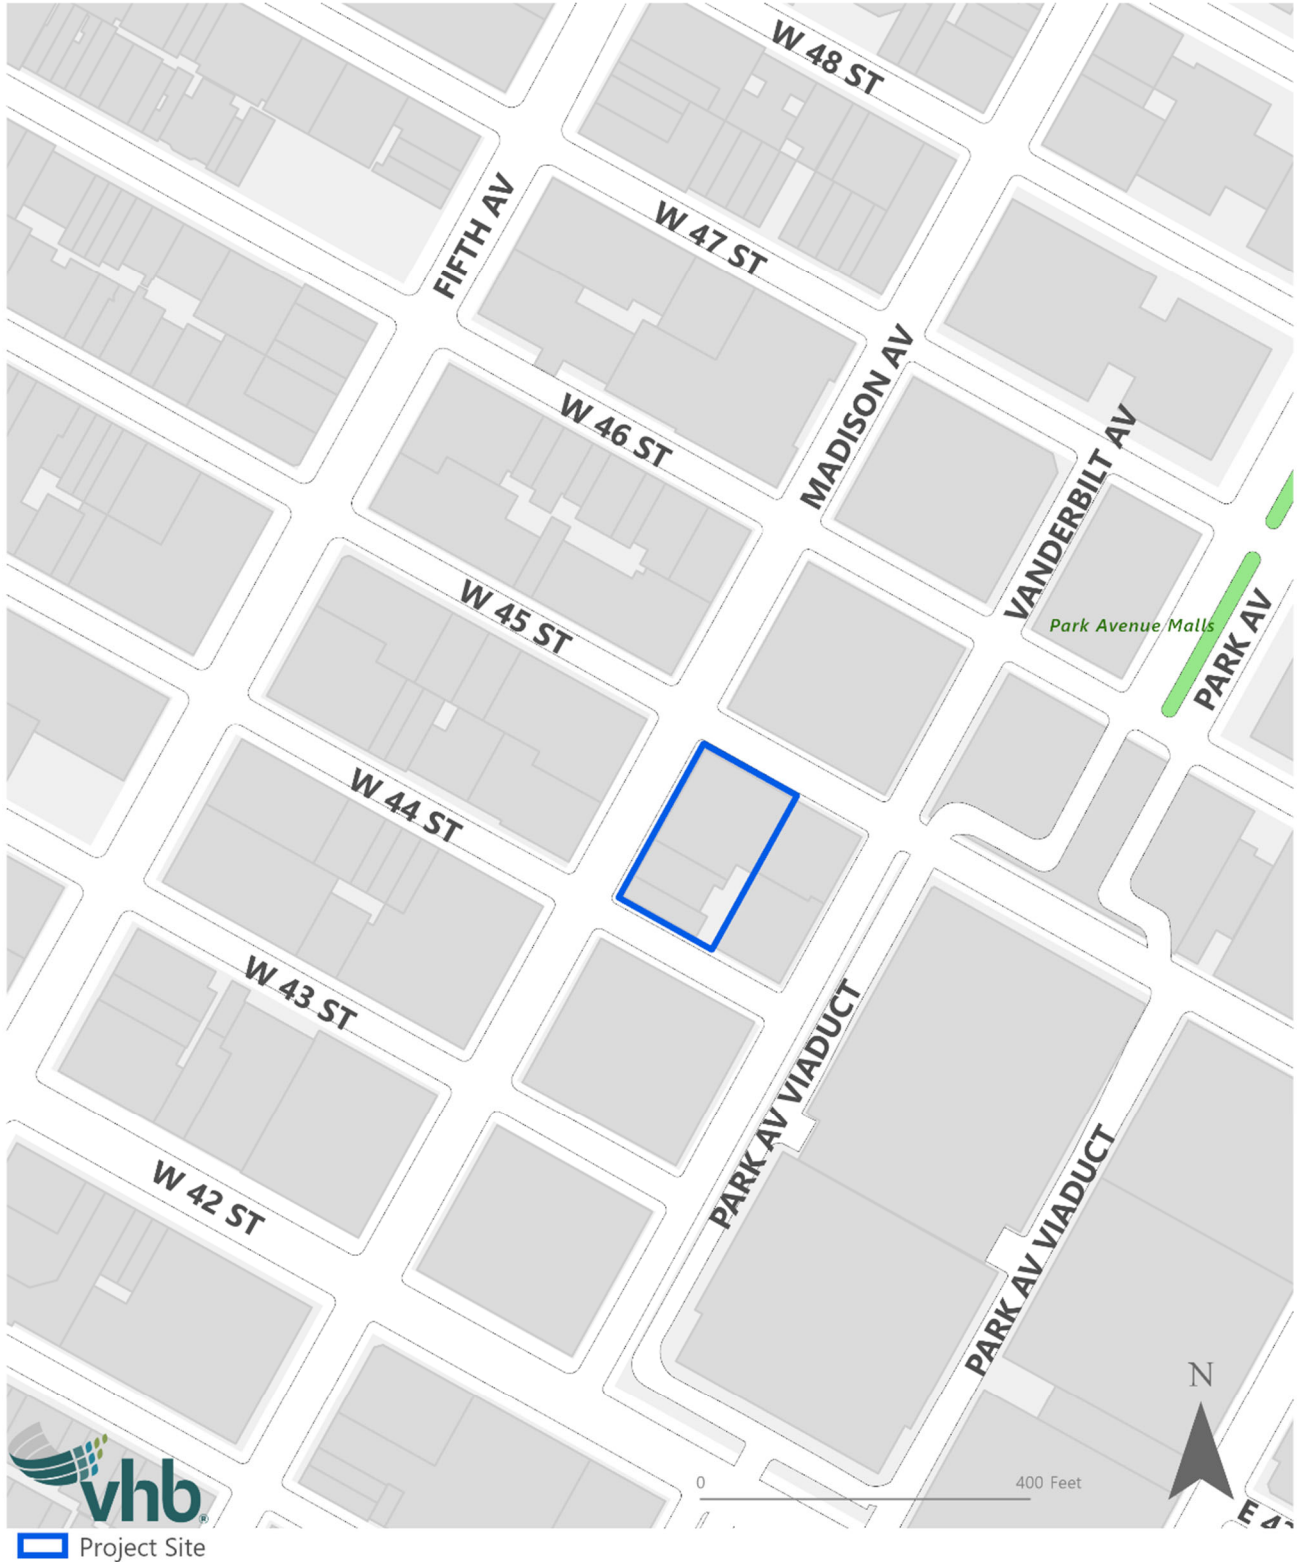 W 48 ST
FIFTH AV
W 47 ST
MADISON AV
W 46 ST
VANDERBILT AV
W 45 ST
Park Avenue Malls
PARK AV
W 44 ST
W 43 ST
PARK AV VIADUCT
W 42 ST
PARK AV VIADUCT
N
0
400 Feet
vhb®
Project Site